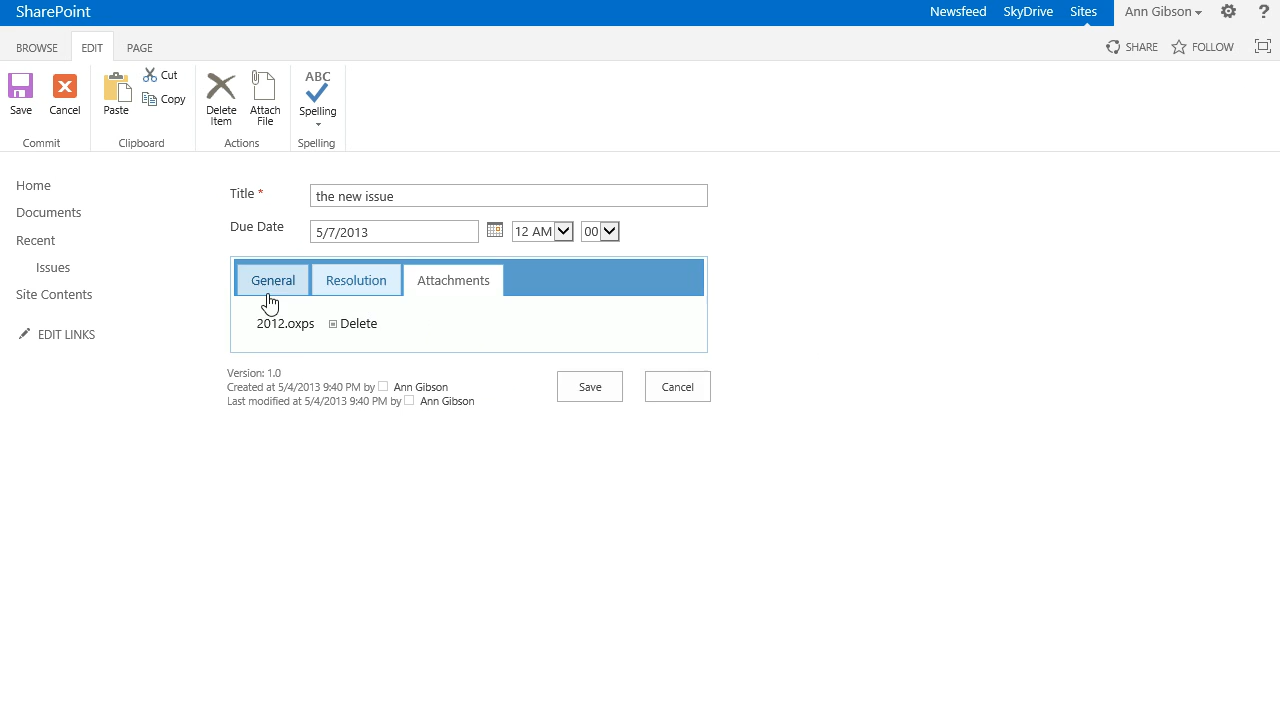 SharePoint
Newsfeed SkyDrive Sites Ann Gibson ?
BROWSE EDIT PAGE
SHARE FOLLOW
Save
Cancel
Paste
Cut
Copy
Delete Item
Attach File
ABC
Spelling
Commit Clipboard Actions Spelling
Home
Documents
Recent
Issues
Site Contents
EDIT LINKS
Title * the new issue
Due Date 5/7/2013 12 AM 00
General Resolution Attachments
2012.oxps Delete
Version: 1.0
Created at 5/4/2013 9:40 PM by Ann Gibson
Last modified at 5/4/2013 9:40 PM by Ann Gibson
Save Cancel